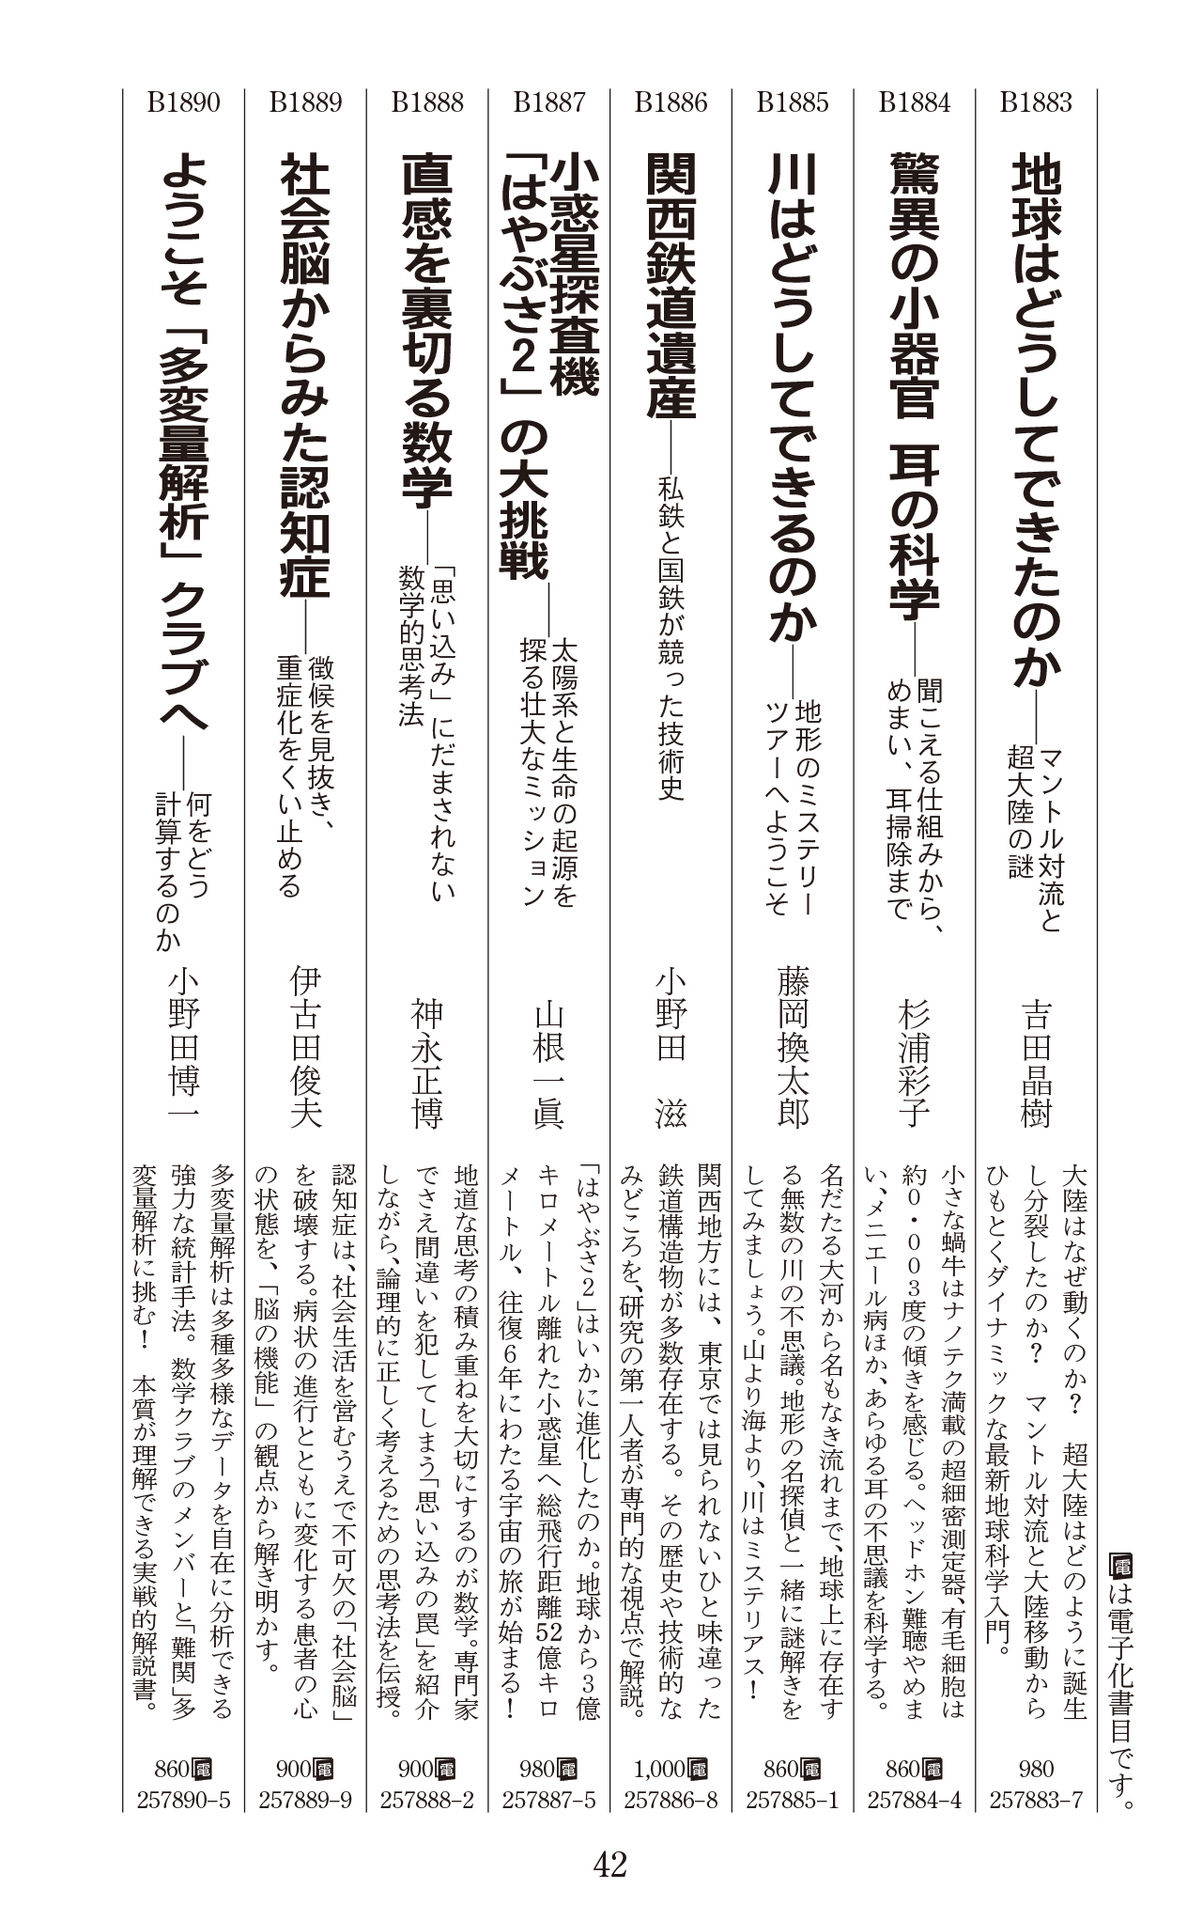 電は電子化書目です。
B1883
地球はどうしてできたのか
マントル対流と
超大陸の謎
吉田晶樹
大陸はなぜ動くのか？　超大陸はどのように誕生
し分裂したのか？　マントル対流と大陸移動から
ひもとくダイナミックな最新地球科学入門。
980
257883-7
B1884
驚異の小器官 耳の科学
聞こえる仕組みから、
めまい、耳掃除まで
杉浦彩子
小さな蝸牛はナノテク満載の超細密測定器、有毛細胞は
約０・００３度の傾きを感じる。ヘッドホン難聴やめま
い、メニエール病ほか、あらゆる耳の不思議を科学する。
860電
257884-4
B1885
川はどうしてできるのか
地形のミステリー
ツアーへようこそ
藤岡換太郎
名だたる大河から名もなき流れまで、地球上に存在す
る無数の川の不思議。地形の名探偵と一緒に謎解きを
してみましょう。山より海より、川はミステリアス！
860電
257885-1
B1886
関西鉄道遺産
私鉄と国鉄が競った技術史
小野田　滋
関西地方には、東京では見られないひと味違った
鉄道構造物が多数存在する。その歴史や技術的な
みどころを、研究の第一人者が専門的な視点で解説。
1,000電
257886-8
B1887
小惑星探査機
「はやぶさ2」の大挑戦
太陽系と生命の起源を
探る壮大なミッション
山根一眞
「はやぶさ2」はいかに進化したのか。地球から３億
キロメートル離れた小惑星へ総飛行距離52億キロ
メートル、往復６年にわたる宇宙の旅が始まる！
980電
257887-5
B1888
直感を裏切る数学
「思い込み」にだまされない
数学的思考法
神永正博
地道な思考の積み重ねを大切にするのが数学。専門家
でさえ間違いを犯してしまう「思い込みの罠」を紹介
しながら、論理的に正しく考えるための思考法を伝授。
900電
257888-2
B1889
社会脳からみた認知症
徴候を見抜き、
重症化をくい止める
伊古田俊夫
認知症は、社会生活を営むうえで不可欠の「社会脳」
を破壊する。病状の進行とともに変化する患者の心
の状態を、「脳の機能」の観点から解き明かす。
900電
257889-9
B1890
ようこそ「多変量解析」クラブへ
何をどう
計算するのか
小野田博一
多変量解析は多種多様なデータを自在に分析できる
強力な統計手法。数学クラブのメンバーと「難関」多
変量解析に挑む！　本質が理解できる実戦的解説書。
860電
257890-5
42